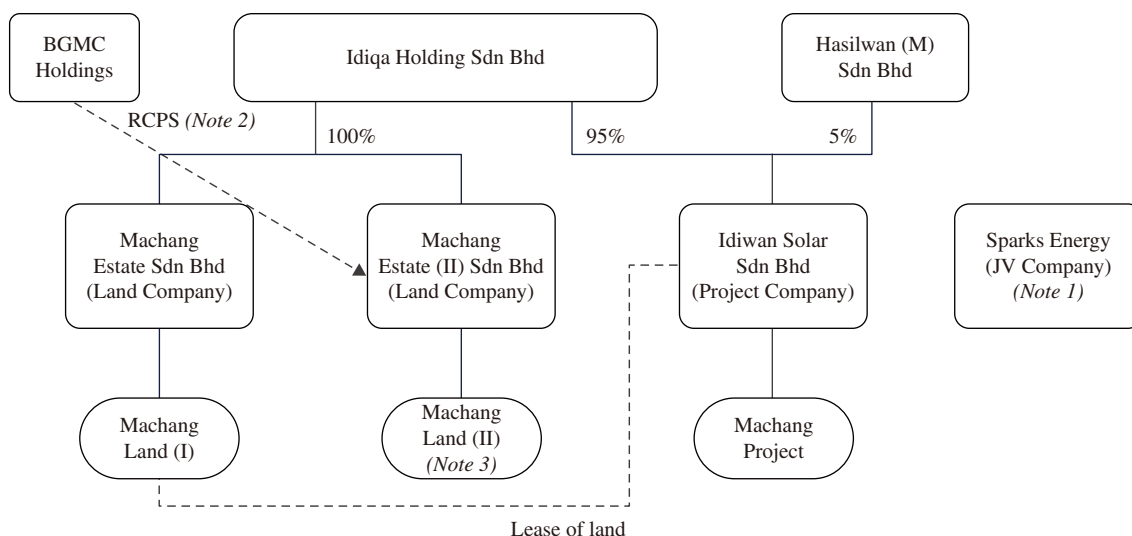 BGMC
Holdings
Idiqa Holding Sdn Bhd
Hasilwan (M)
Sdn Bhd
RCPS (Note 2)
100%
95%
5%
Machang
Estate Sdn Bhd
(Land Company)
Machang
Estate (II) Sdn Bhd
(Land Company)
Idiwan Solar
Sdn Bhd
(Project Company)
Sparks Energy
(JV Company)
(Note 1)
Machang
Land (I)
Machang
Land (II)
(Note 3)
Machang
Project
Lease of land